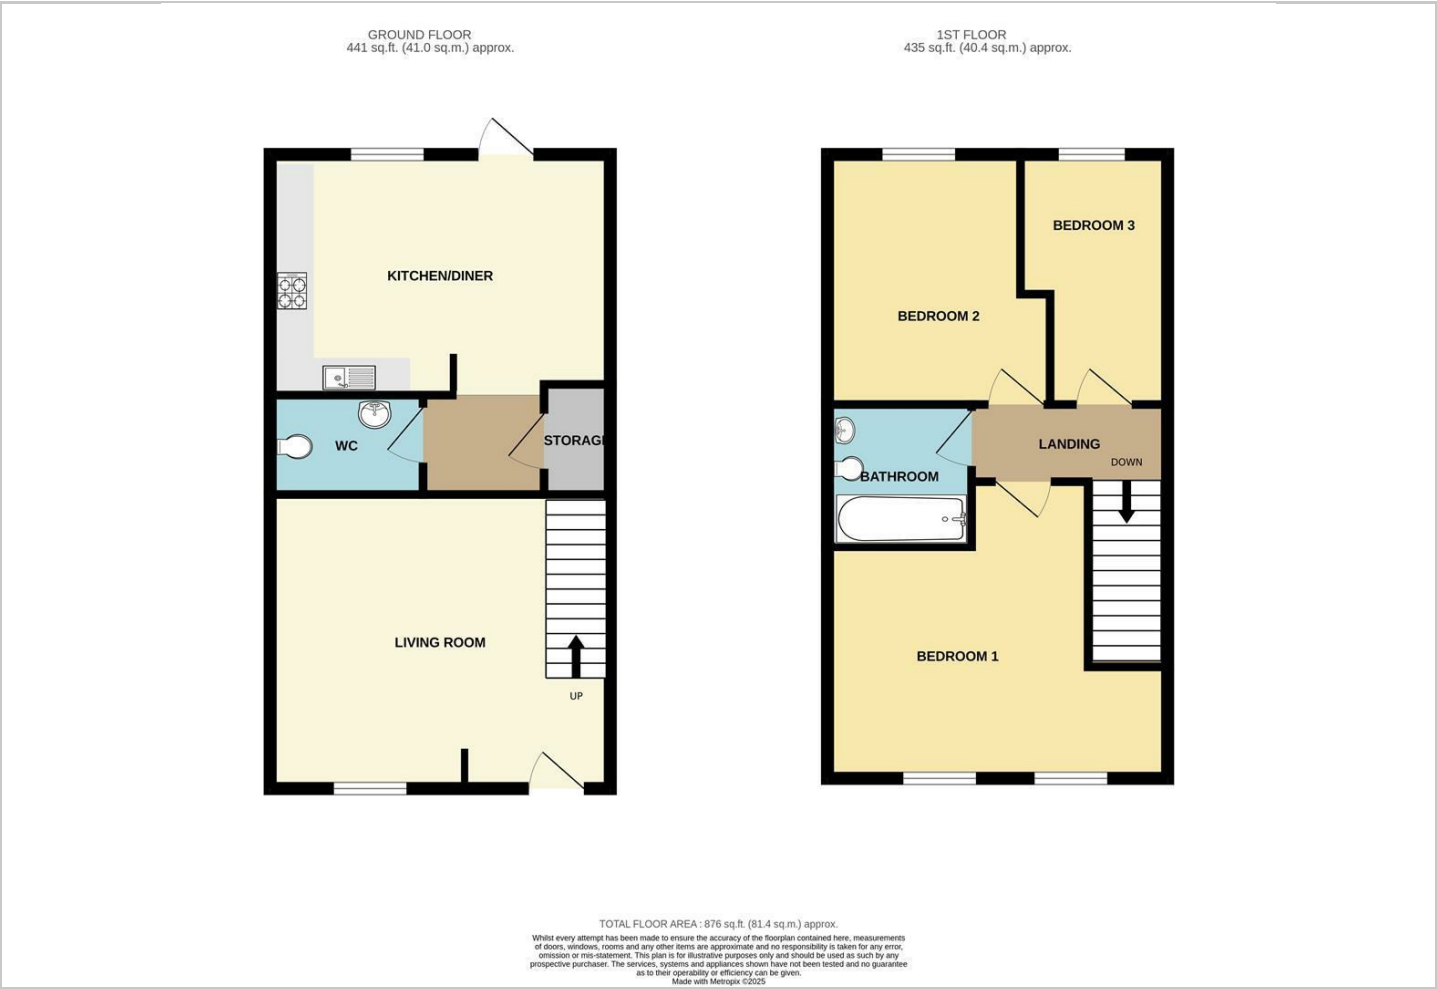 GROUND FLOOR
441 sq.ft. (41.0 sq.m.) approx.
1ST FLOOR
435 sq.ft. (40.4 sq.m.) approx.
KITCHEN/DINER
WC
STORAGE
LIVING ROOM
UP
BEDROOM 3
BEDROOM 2
LANDING
DOWN
BATHROOM
BEDROOM 1
TOTAL FLOOR AREA : 876 sq.ft. (81.4 sq.m.) approx.
Whilst every attempt has been made to ensure the accuracy of the floorplan contained here, measurements
of doors, windows, rooms and any other items are approximate and no responsibility is taken for any error,
omission or mis-statement. This plan is for illustrative purposes only and should be used as such by any
prospective purchaser. The services, systems and appliances shown have not been tested and no guarantee
as to their operability or efficiency can be given.
Made with Metropix ©2025